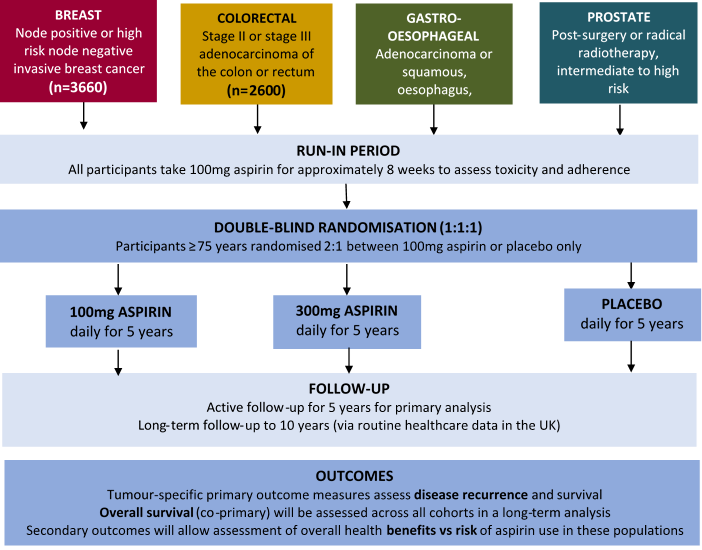 BREAST
Node positive or high
risk node negative
invasive breast cancer
(n=3660)
COLORECTAL
Stage II or stage III
adenocarcinoma of
the colon or rectum
(n=2600)
GASTRO-
OESOPHAGEAL
Adenocarcinoma or
squamous,
oesophagus,
PROSTATE
Post-surgery or radical
radiotherapy,
intermediate to high
risk
RUN-IN PERIOD
All participants take 100mg aspirin for approximately 8 weeks to assess toxicity and adherence
DOUBLE-BLIND RANDOMISATION (1:1:1)
Participants ≥75 years randomised 2:1 between 100mg aspirin or placebo only
100mg ASPIRIN
daily for 5 years
300mg ASPIRIN
daily for 5 years
PLACEBO
daily for 5 years
FOLLOW-UP
Active follow-up for 5 years for primary analysis
Long-term follow-up to 10 years (via routine healthcare data in the UK)
OUTCOMES
Tumour-specific primary outcome measures assess disease recurrence and survival
Overall survival (co-primary) will be assessed across all cohorts in a long-term analysis
Secondary outcomes will allow assessment of overall health benefits vs risk of aspirin use in these populations